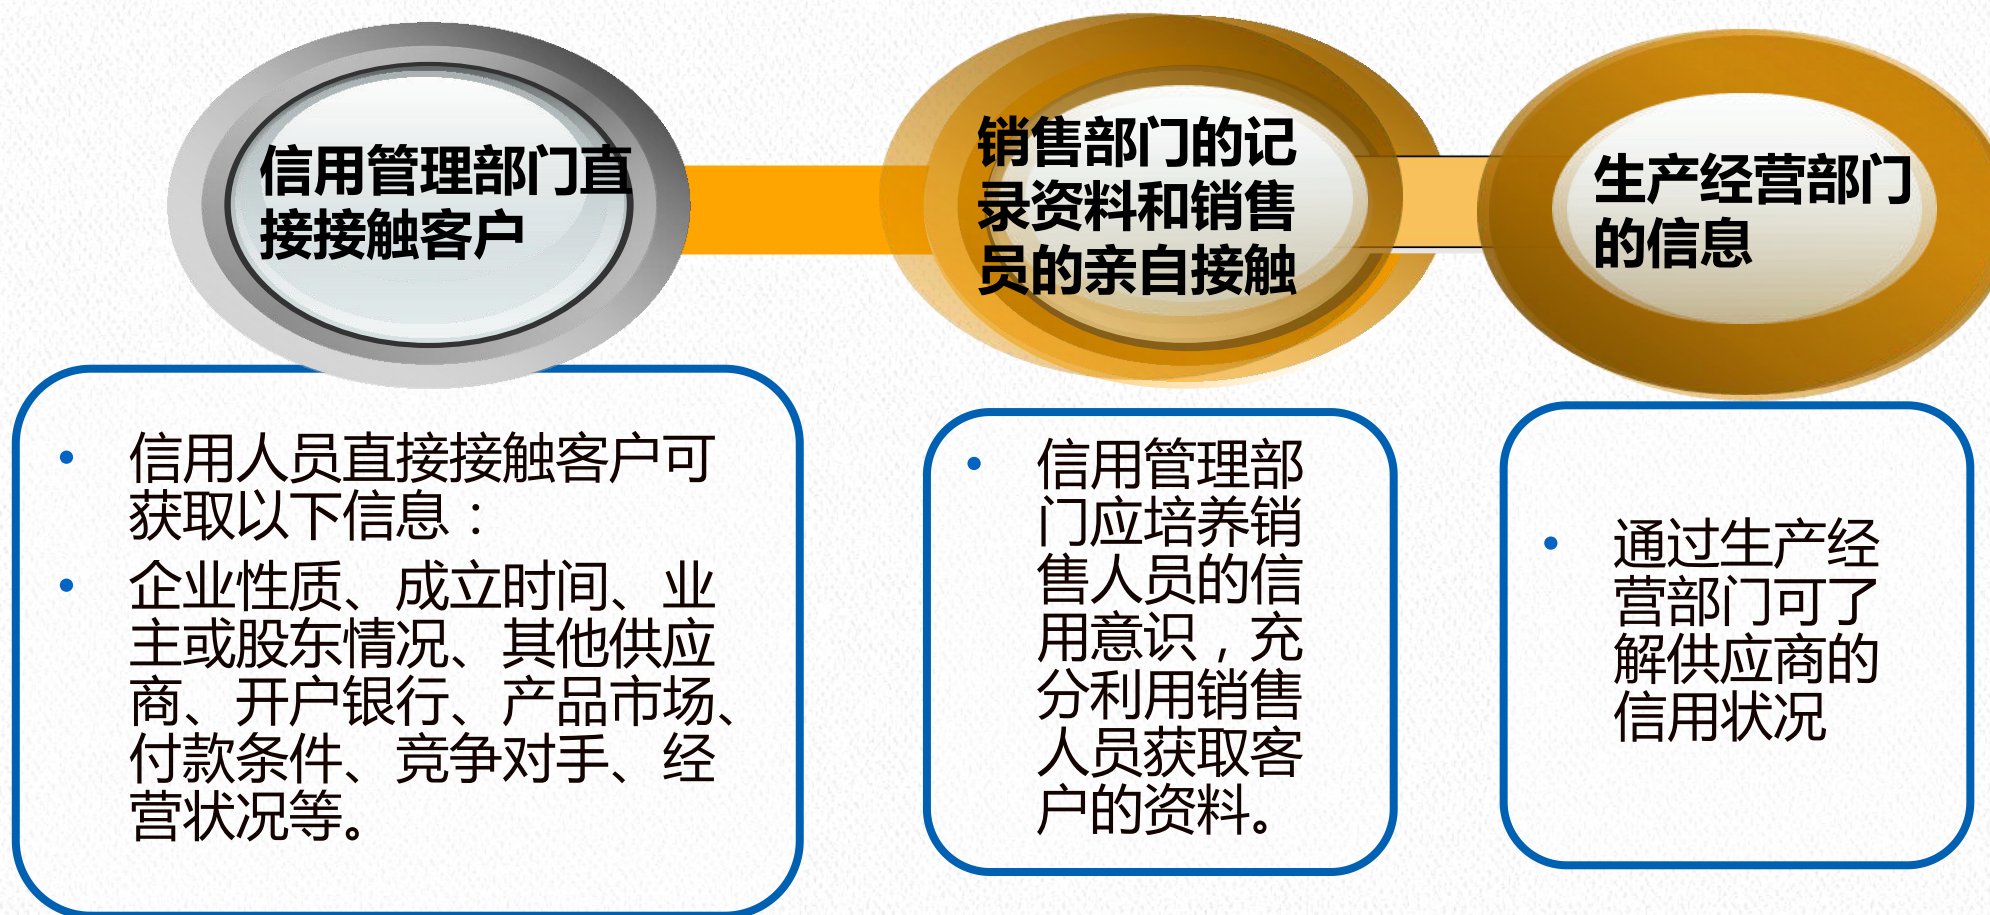 信用管理部门直
接接触客户
销售部门的记
录资料和销售
员的亲自接触
生产经营部门
的信息
• 信用人员直接接触客户可
获取以下信息：
• 企业性质、成立时间、业
主或股东情况、其他供应
商、开户银行、产品市场、
付款条件、竞争对手、经
营状况等。
• 信用管理部
门应培养销
售人员的信
用意识，充
分利用销售
人员获取客
户的资料。
• 通过生产经
营部门可了
解供应商的
信用状况